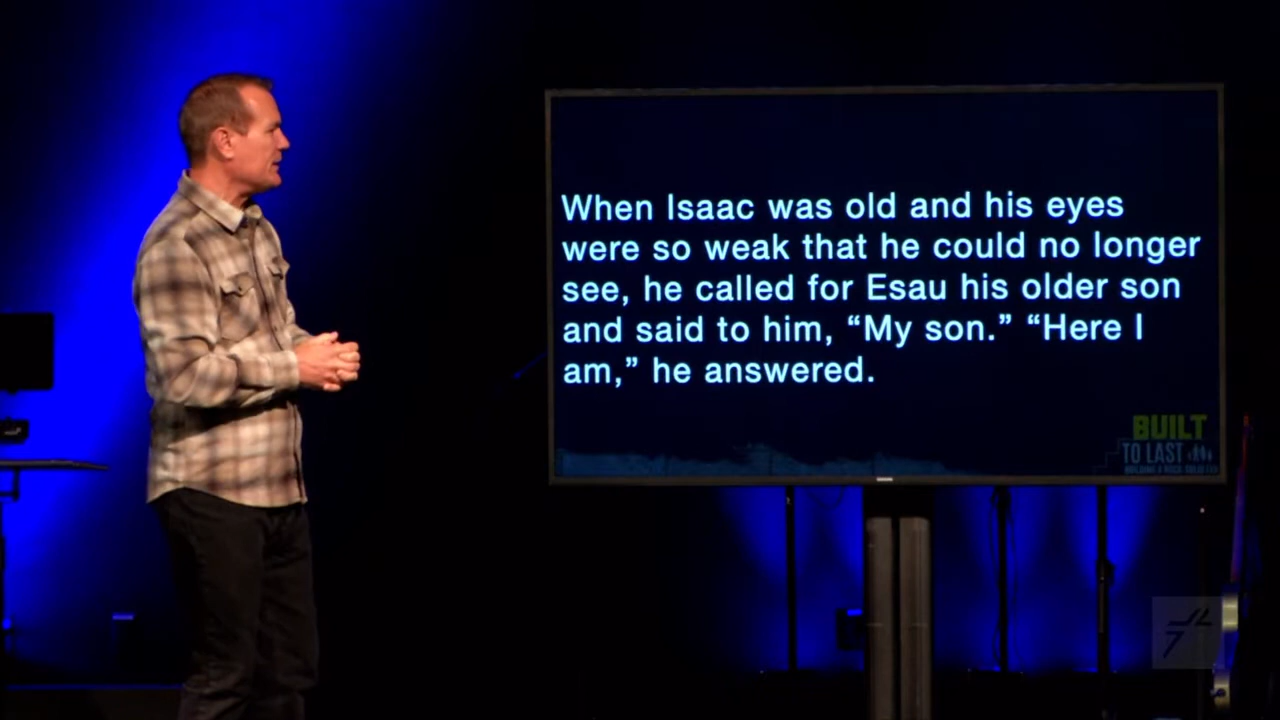 When Isaac was old and his eyes
were so weak that he could no longer
see, he called for Esau his older son
and said to him, “My son.” “Here I
am,” he answered.
BUILT
TO LAST